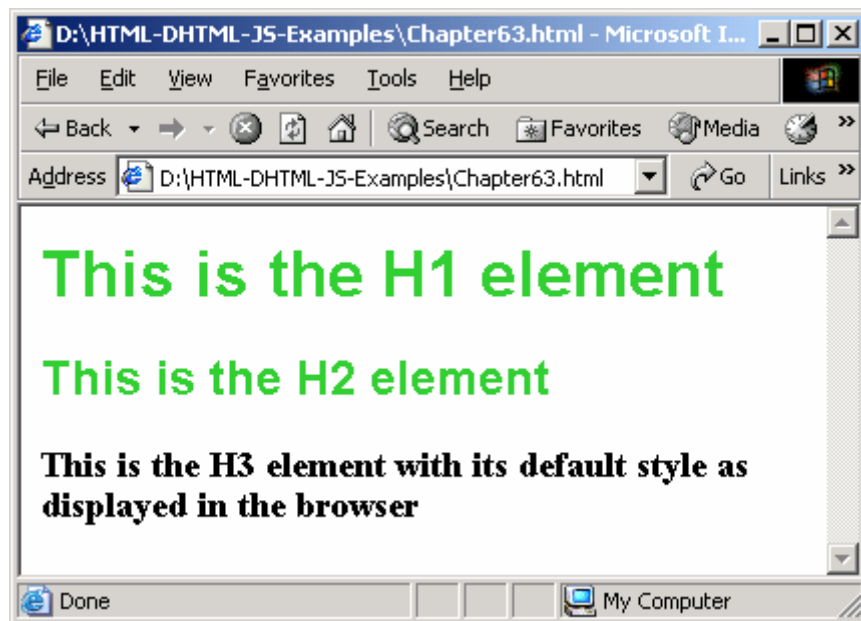 D:\HTML-DHTML-JS-Examples\Chapter63.html - Microsoft I...
File Edit View Favorites Tools Help
Back Search Favorites Media »
Address D:\HTML-DHTML-JS-Examples\Chapter63.html Go Links »
This is the H1 element
This is the H2 element
This is the H3 element with its default style as
displayed in the browser
Done My Computer